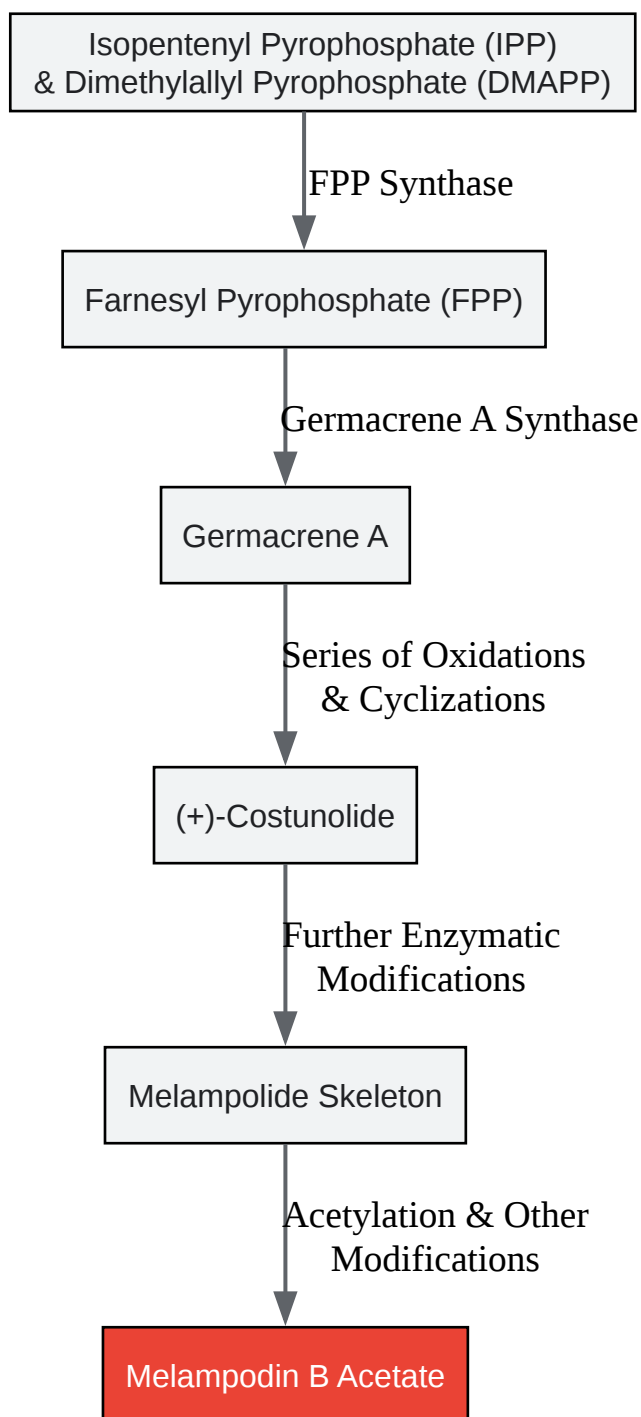 Isopentenyl Pyrophosphate (IPP)
& Dimethylallyl Pyrophosphate (DMAPP)
FPP Synthase
Farnesyl Pyrophosphate (FPP)
Germacrene A Synthase
Germacrene A
Series of Oxidations
& Cyclizations
(+)-Costunolide
Further Enzymatic
Modifications
Melampolide Skeleton
Acetylation & Other
Modifications
Melampodin B Acetate